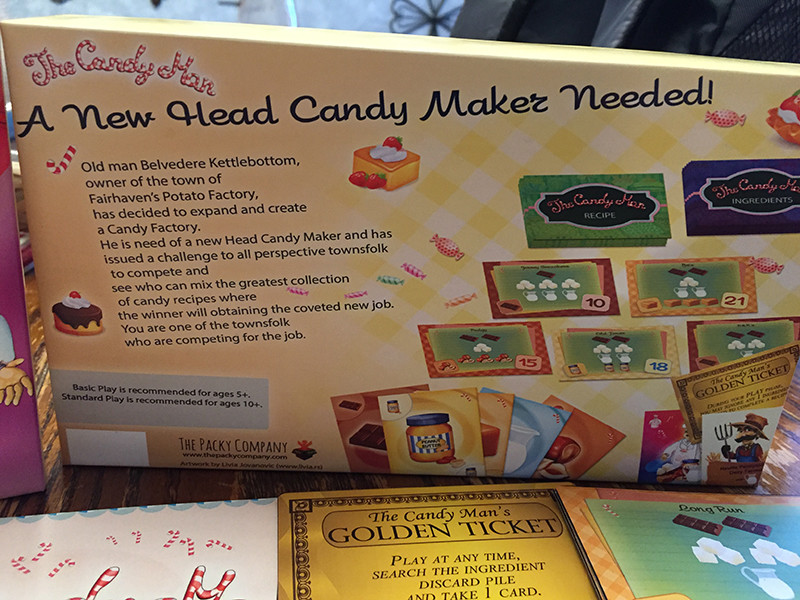 The Candy Man
A New Head Candy Maker Needed!
Old man Belvedere Kettlebottom,
owner of the town of
Fairhaven's Potato Factory,
has decided to expand and create
a Candy Factory.
He is need of a new Head Candy Maker and has
issued a challenge to all perspective townsfolk
to compete and
see who can mix the greatest collection
of candy recipes where
the winner will obtaining the coveted new job.
You are one of the townsfolk
who are competing for the job.
Basic Play is recommended for ages 5+.
Standard Play is recommended for ages 10+.
THE PACKY COMPANY
www.thepackycompany.com
Artwork by Livia Jovanovic (www.livia.rs)
The Candy Man
RECIPE
The Candy Ma
INGREDIENTS
10
21
15
18
PEANUT
BUTTER
The Candy Man's
GOLDEN TICKET
DURING YOUR PLAY PHASE,
The Candy Man's
GOLDEN TICKET
PLAY AT ANY TIME,
SEARCH THE INGREDIENT
DISCARD PILE
AND TAKE 1 CARD.
Long Run